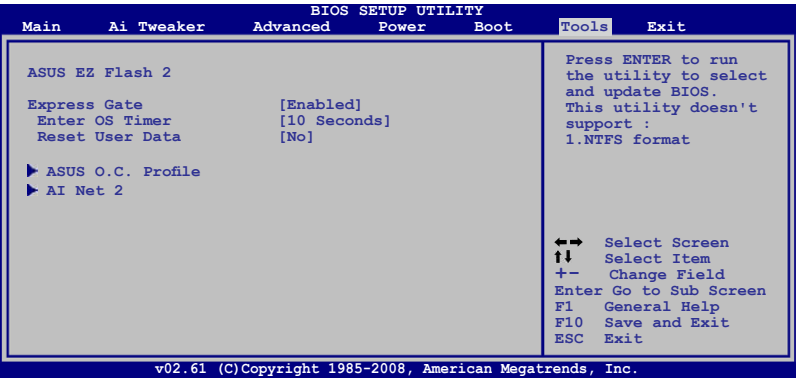 BIOS SETUP UTILITY
Main Ai Tweaker Advanced Power Boot Tools Exit
ASUS EZ Flash 2
Express Gate [Enabled]
Enter OS Timer [10 Seconds]
Reset User Data [No]
ASUS O.C. Profile
AI Net 2
Press ENTER to run
the utility to select
and update BIOS.
This utility doesn't
support :
1.NTFS format
←→ Select Screen
↑↓ Select Item
+- Change Field
Enter Go to Sub Screen
F1 General Help
F10 Save and Exit
ESC Exit
v02.61 (C)Copyright 1985-2008, American Megatrends, Inc.